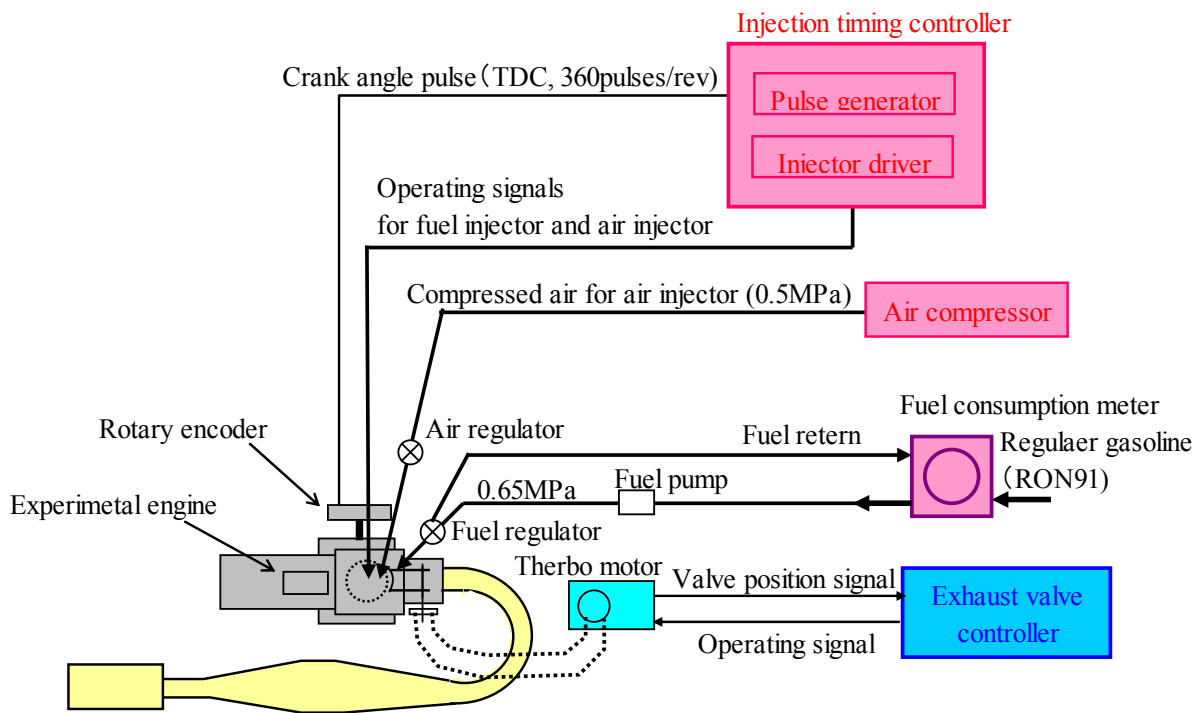 Injection timing controller
Crank angle pulse(TDC, 360pulses/rev)
Pulse generator
Injector driver
Operating signals
for fuel injector and air injector
Compressed air for air injector (0.5MPa)
Air compressor
Fuel consumption meter
Rotary encoder
Air regulator
Fuel retern
Regulaer gasoline
(RON91)
Experimetal engine
0.65MPa
Fuel pump
Fuel regulator
Therbo motor
Valve position signal
Exhaust valve
controller
Operating signal